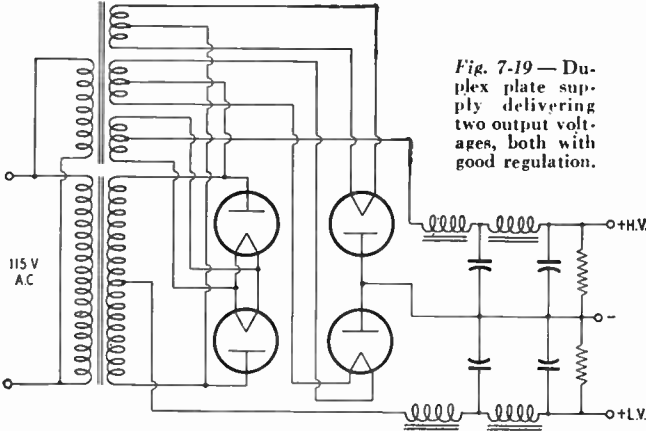 Fig. 7-19 — Du-
plex plate sup-
ply delivering
two output volt-
ages, both with
good regulation.
115 V
A.C
+H.V.
-
+L.V.